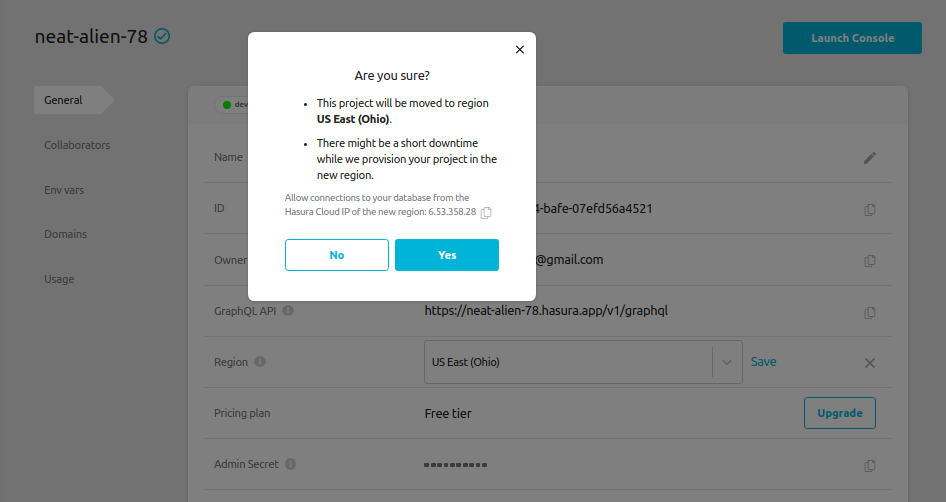 neat-alien-78
Launch Console
Are you sure?
This project will be moved to region
US East (Ohio).
There might be a short downtime
while we provision your project in the
new region.
Allow connections to your database from the
Hasura Cloud IP of the new region: 6.53.358.28
No
Yes
General
Collaborators
Env vars
Domains
Usage
dev
Name
ID
4-bafe-07efd56a4521
Owner
@gmail.com
GraphQL API
https://neat-alien-78.hasura.app/v1/graphql
Region
US East (Ohio)
Save
Pricing plan
Free tier
Upgrade
Admin Secret